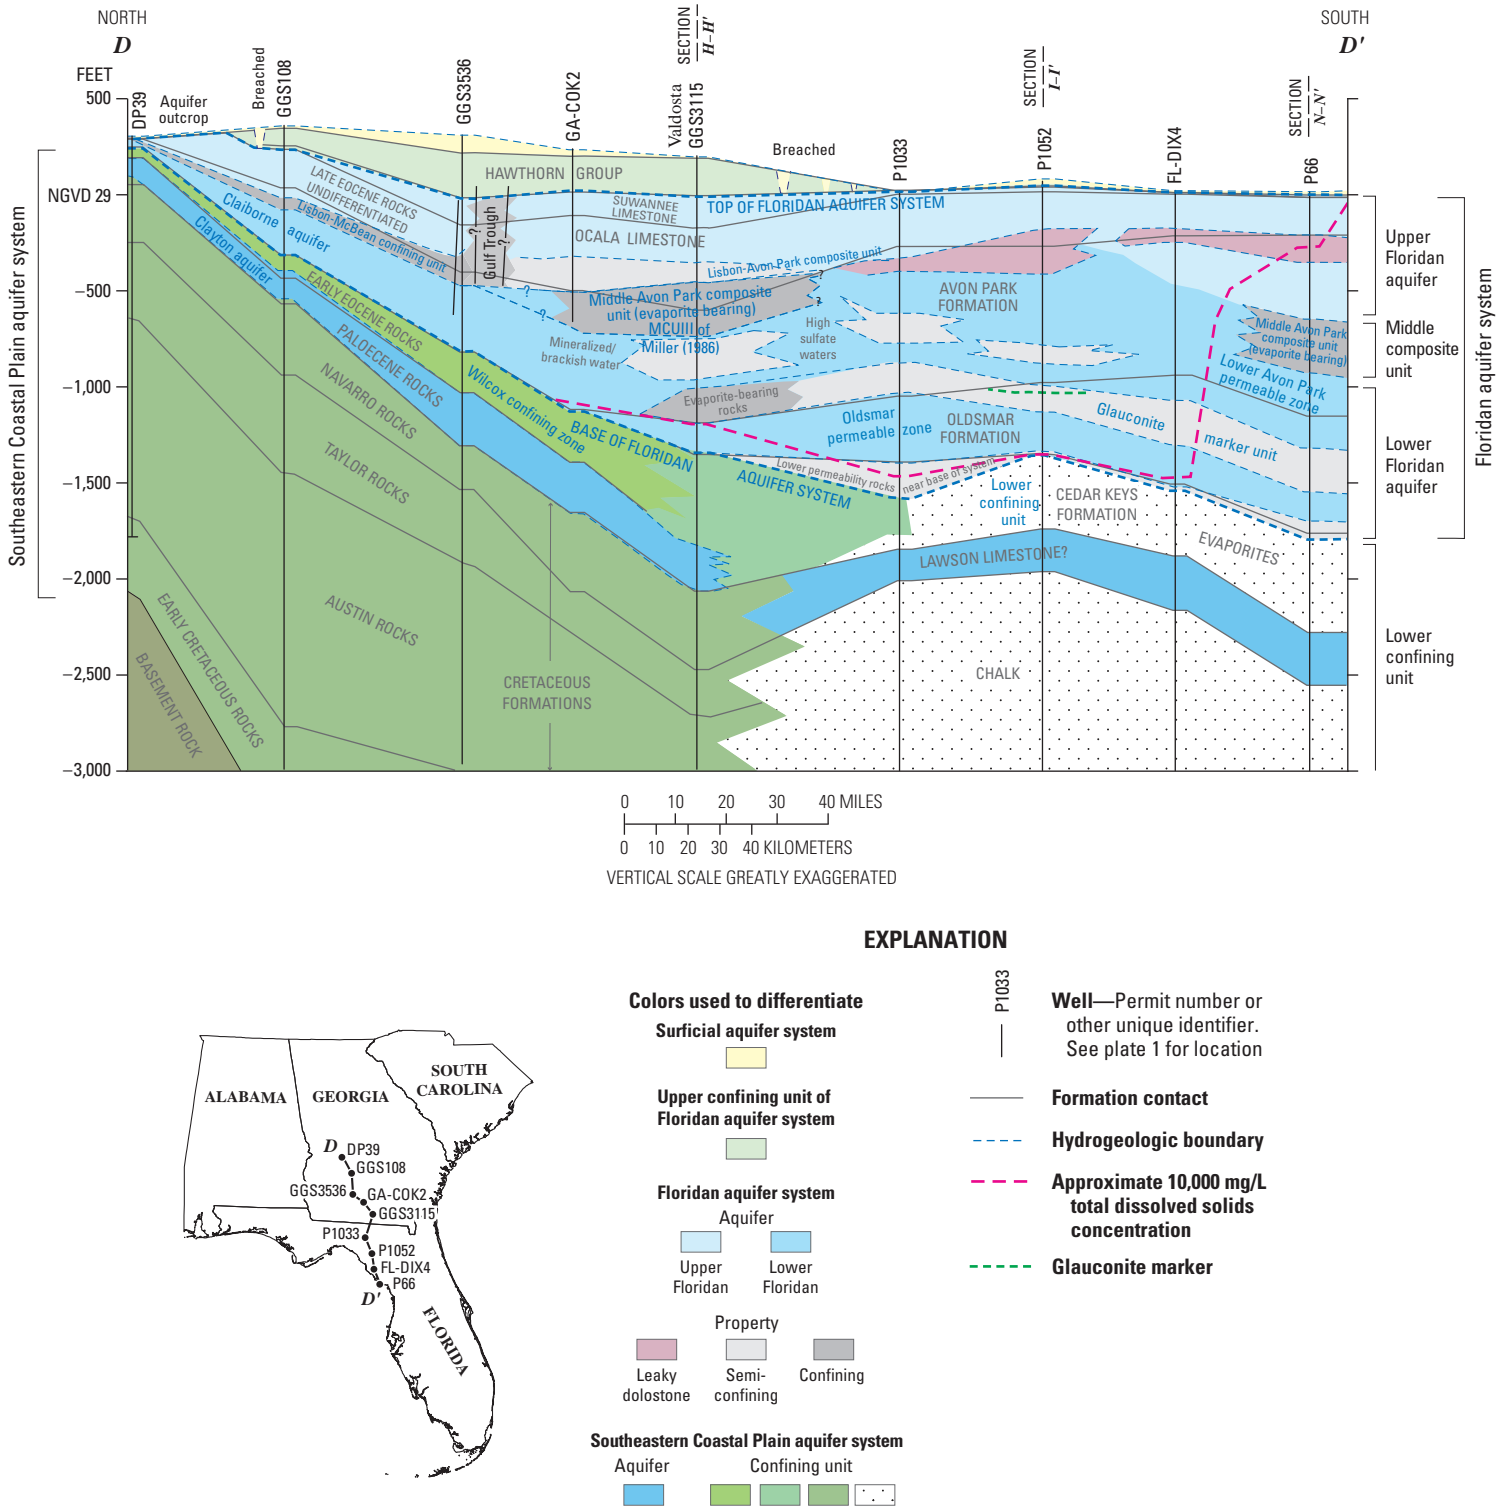 NORTH
D
SOUTH
D'
FEET
500
NGVD 29
–500
–1,000
–1,500
–2,000
–2,500
–3,000
Southeastern Coastal Plain aquifer system
DP39
Aquifer
outcrop
Breached
GGS108
GGS3536
GA-COK2
SECTION
H–H'
Valdosta
GGS3115
Breached
P1033
SECTION
I–I'
P1052
FL-DIX4
SECTION
N–N'
P66
HAWTHORN GROUP
LATE EOCENE ROCKS
UNDIFFERENTIATED
SUWANNEE
LIMESTONE
TOP OF FLORIDAN AQUIFER SYSTEM
OCALA LIMESTONE
Claiborne aquifer
Lisbon-McBean confining unit
Clayton aquifer
?
Gulf Trough
?
?
?
Lisbon-Avon Park composite unit
?
?
Middle Avon Park composite
unit (evaporite bearing)
MCUIII of
Miller (1986)
AVON PARK
FORMATION
High
sulfate
waters
Mineralized/
brackish water
Middle Avon Park
composite unit
(evaporite bearing)
Lower Avon Park
permeable zone
EARLY EOCENE ROCKS
PALOECENE ROCKS
NAVARRO ROCKS
TAYLOR ROCKS
AUSTIN ROCKS
EARLY CRETACEOUS ROCKS
BASEMENT ROCK
Wilcox confining zone
Evaporite-bearing
rocks
BASE OF FLORIDAN
AQUIFER SYSTEM
Oldsmar
permeable zone
OLDSMAR
FORMATION
Glauconite
marker unit
Lower permeability rocks
near base of system
Lower
confining
unit
CEDAR KEYS
FORMATION
EVAPORITES
LAWSON LIMESTONE?
CHALK
CRETACEOUS
FORMATIONS
Upper
Floridan
aquifer
Middle
composite
unit
Lower
Floridan
aquifer
Floridan aquifer system
Lower
confining
unit
0 10 20 30 40 MILES
0 10 20 30 40 KILOMETERS
VERTICAL SCALE GREATLY EXAGGERATED
EXPLANATION
Colors used to differentiate
Surficial aquifer system
Upper confining unit of
Floridan aquifer system
Floridan aquifer system
Aquifer
Upper
Floridan
Lower
Floridan
Property
Leaky
dolostone
Semi-
confining
Confining
Southeastern Coastal Plain aquifer system
Aquifer
Confining unit
P1033
Well—Permit number or
other unique identifier.
See plate 1 for location
Formation contact
Hydrogeologic boundary
Approximate 10,000 mg/L
total dissolved solids
concentration
Glauconite marker
ALABAMA
GEORGIA
SOUTH
CAROLINA
FLORIDA
D
DP39
GGS108
GGS3536
GA-COK2
GGS3115
P1033
P1052
FL-DIX4
P66
D'